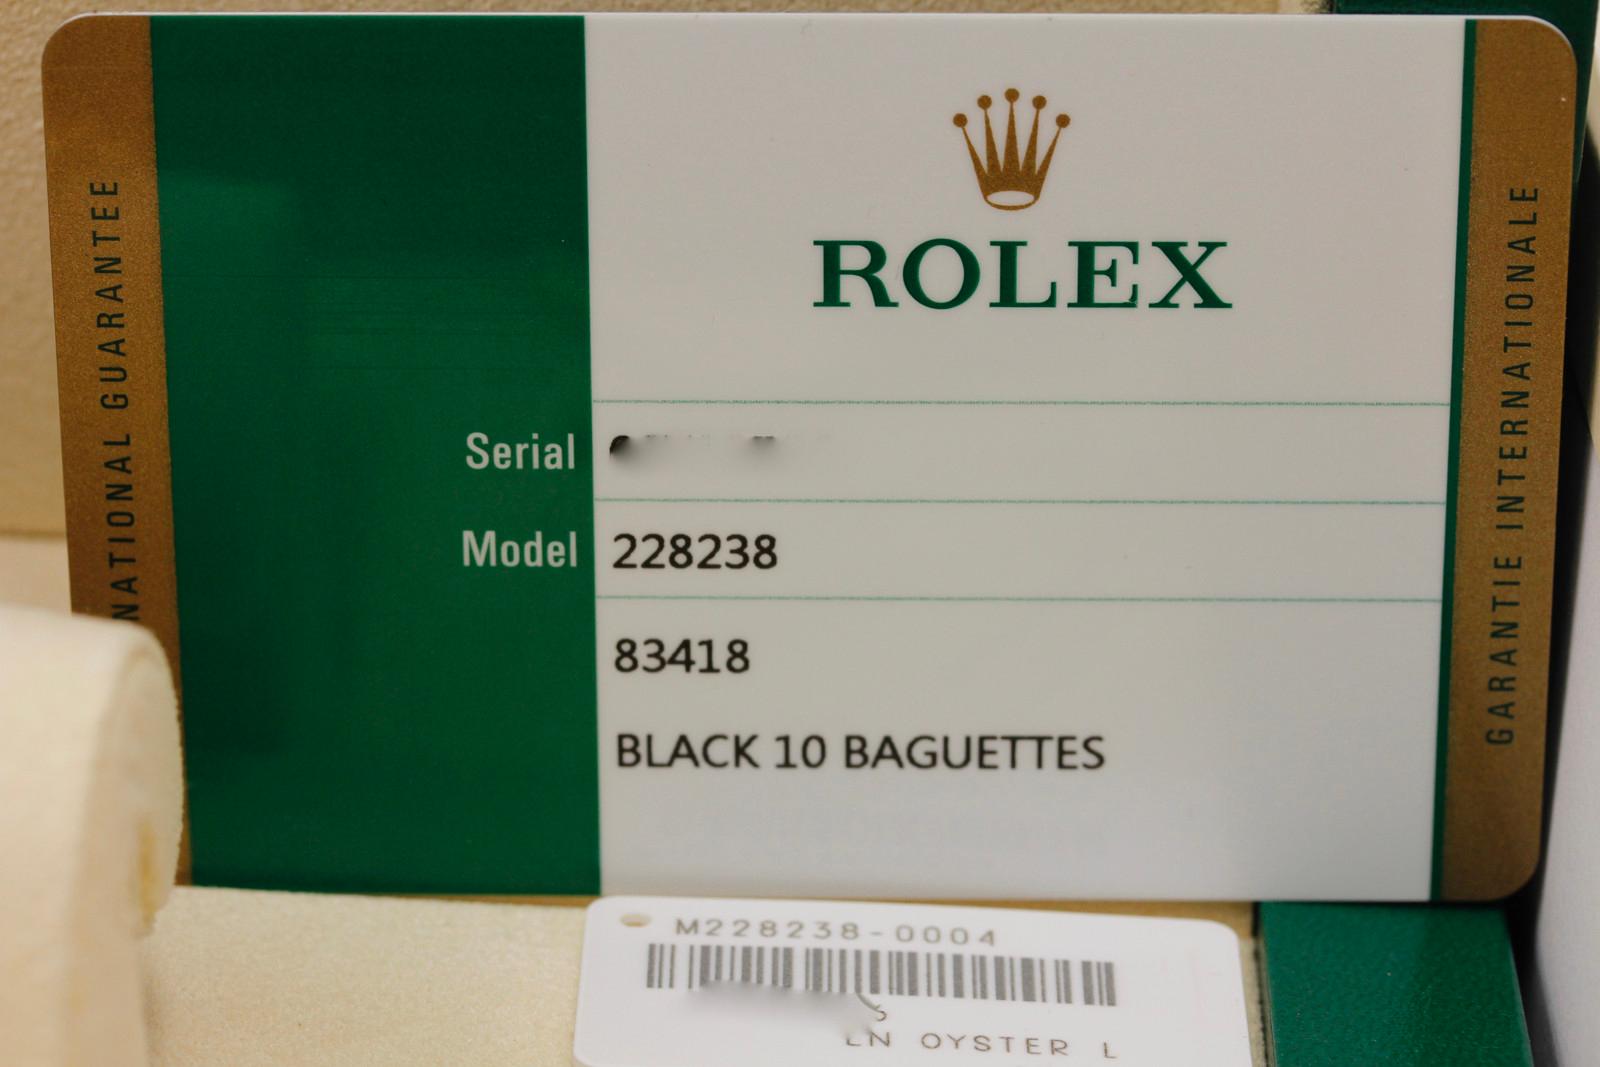 NATIONAL GUARANTEE
ROLEX
Serial
Model 228238
83418
BLACK 10 BAGUETTES
GARANTIE INTERNATIONALE
M228238-0004
OYSTER L